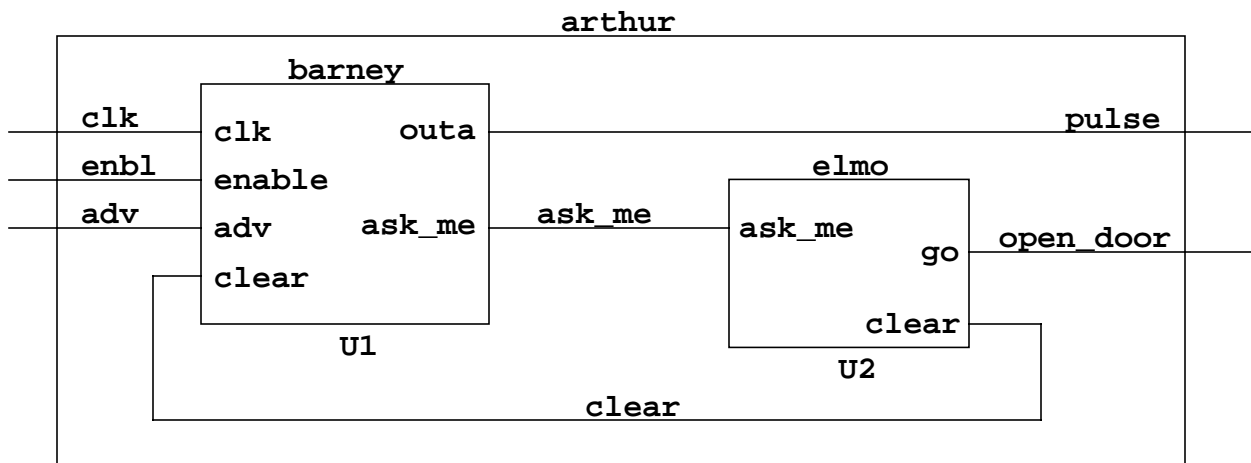 arthur
barney
clk
clk
outa
pulse
enbl
enable
elmo
adv
adv
ask_me
ask_me
ask_me
go
open_door
clear
clear
U1
U2
clear